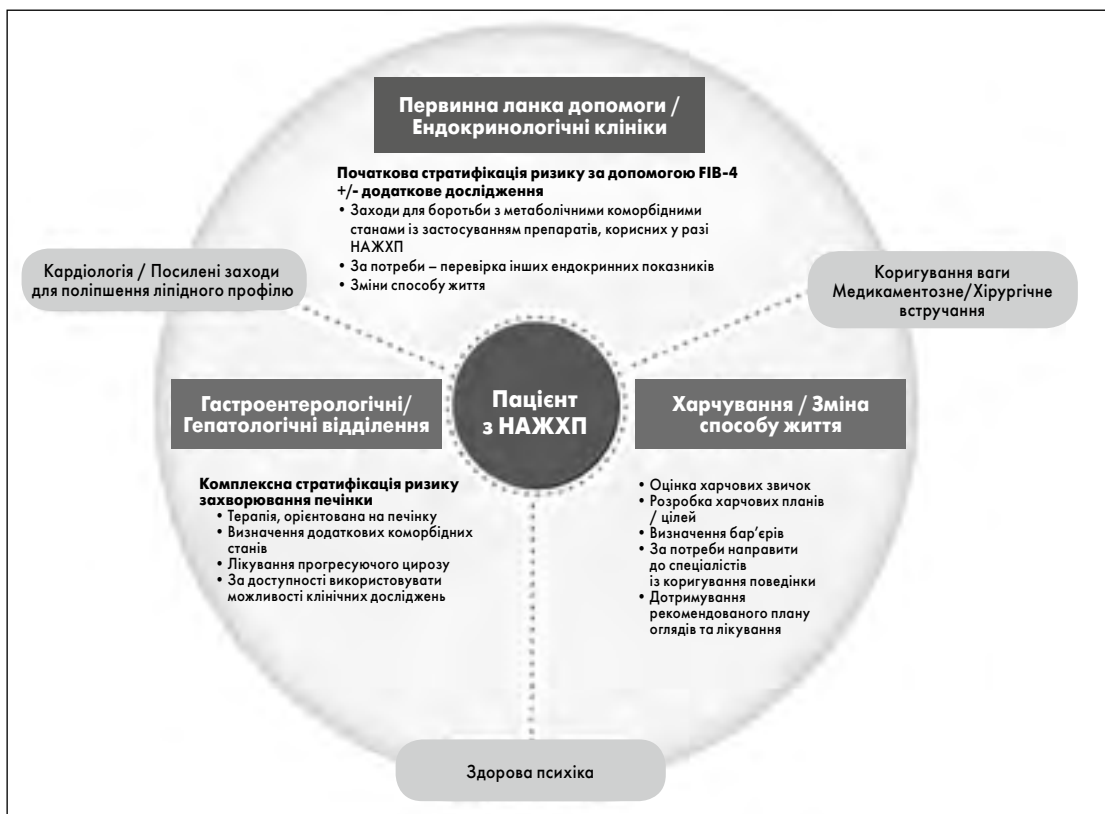 Первинна ланка допомоги /
Ендокринологічні клініки
Початкова стратифікація ризику за допомогою FIB-4
+/- додаткове дослідження
• Заходи для боротьби з метаболічними коморбідними
станами із застосуванням препаратів, корисних у разі
НАЖХП
• За потреби – перевірка інших ендокринних показників
• Зміни способу життя
Кардіологія / Посилені заходи
для поліпшення ліпідного профілю
Коригування ваги
Медикаментозне/Хірургічне
встручання
Пацієнт
з НАЖХП
Гастроентерологічні/
Гепатологічні відділення
Комплексна стратифікація ризику
захворювання печінки
• Терапія, орієнтована на печінку
• Визначення додаткових коморбідних
станів
• Лікування прогресуючого цирозу
• За доступності використовувати
можливості клінічних досліджень
Харчування / Зміна
способу життя
• Оцінка харчових звичок
• Розробка харчових планів
/ цілей
• Визначення бар’єрів
• За потреби направити
до спеціалістів
із коригування поведінки
• Дотримування
рекомендованого плану
оглядів та лікування
Здорова психіка